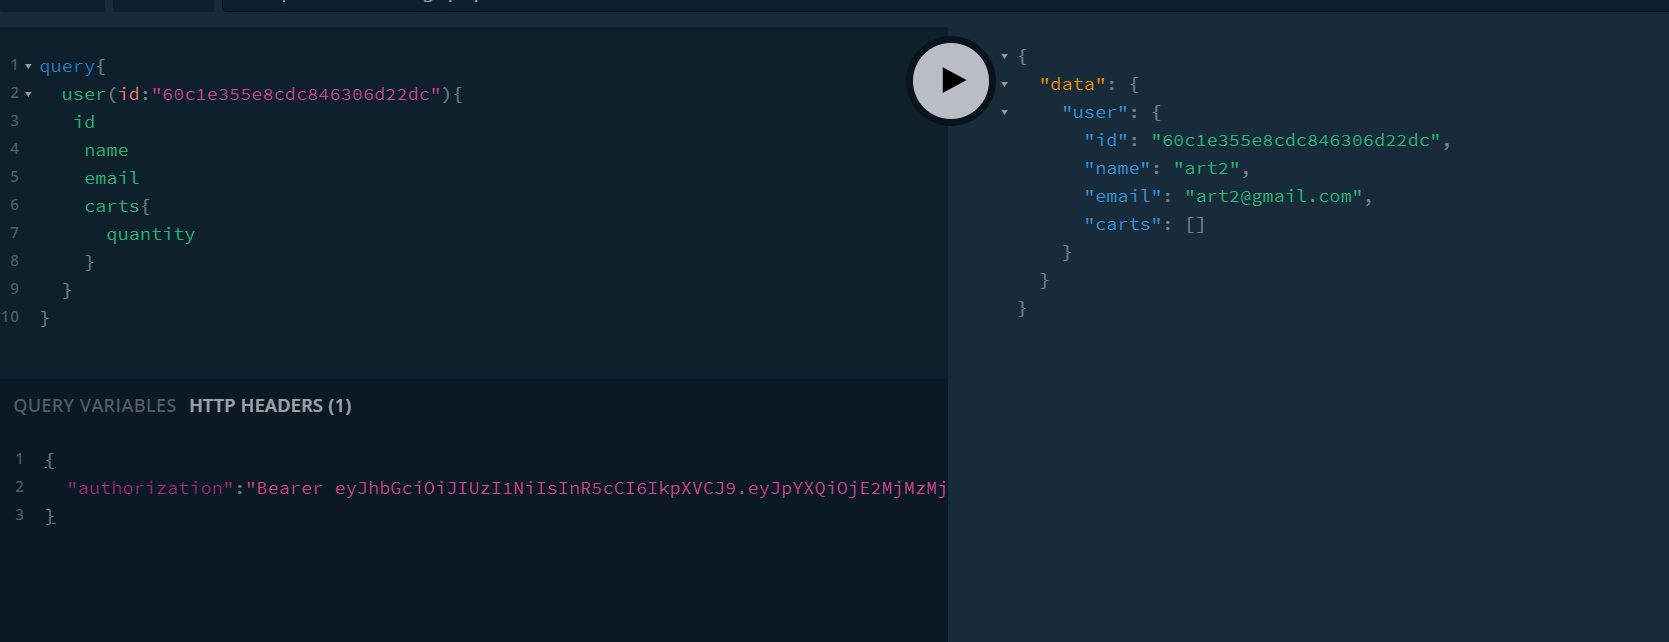 1 query{
2 user(id:"60c1e355e8cdc846306d22dc"){
3 id
4 name
5 email
6 carts{
7 quantity
8 }
9 }
10 }
QUERY VARIABLES HTTP HEADERS (1)
1 {
2 "authorization":"Bearer eyJhbGciOiJIUzI1NiIsInR5cCI6IkpXVCJ9.eyJpYXQiOjE2MjMzMj
3 }
{
"data": {
"user": {
"id": "60c1e355e8cdc846306d22dc",
"name": "art2",
"email": "art2@gmail.com",
"carts": []
}
}
}